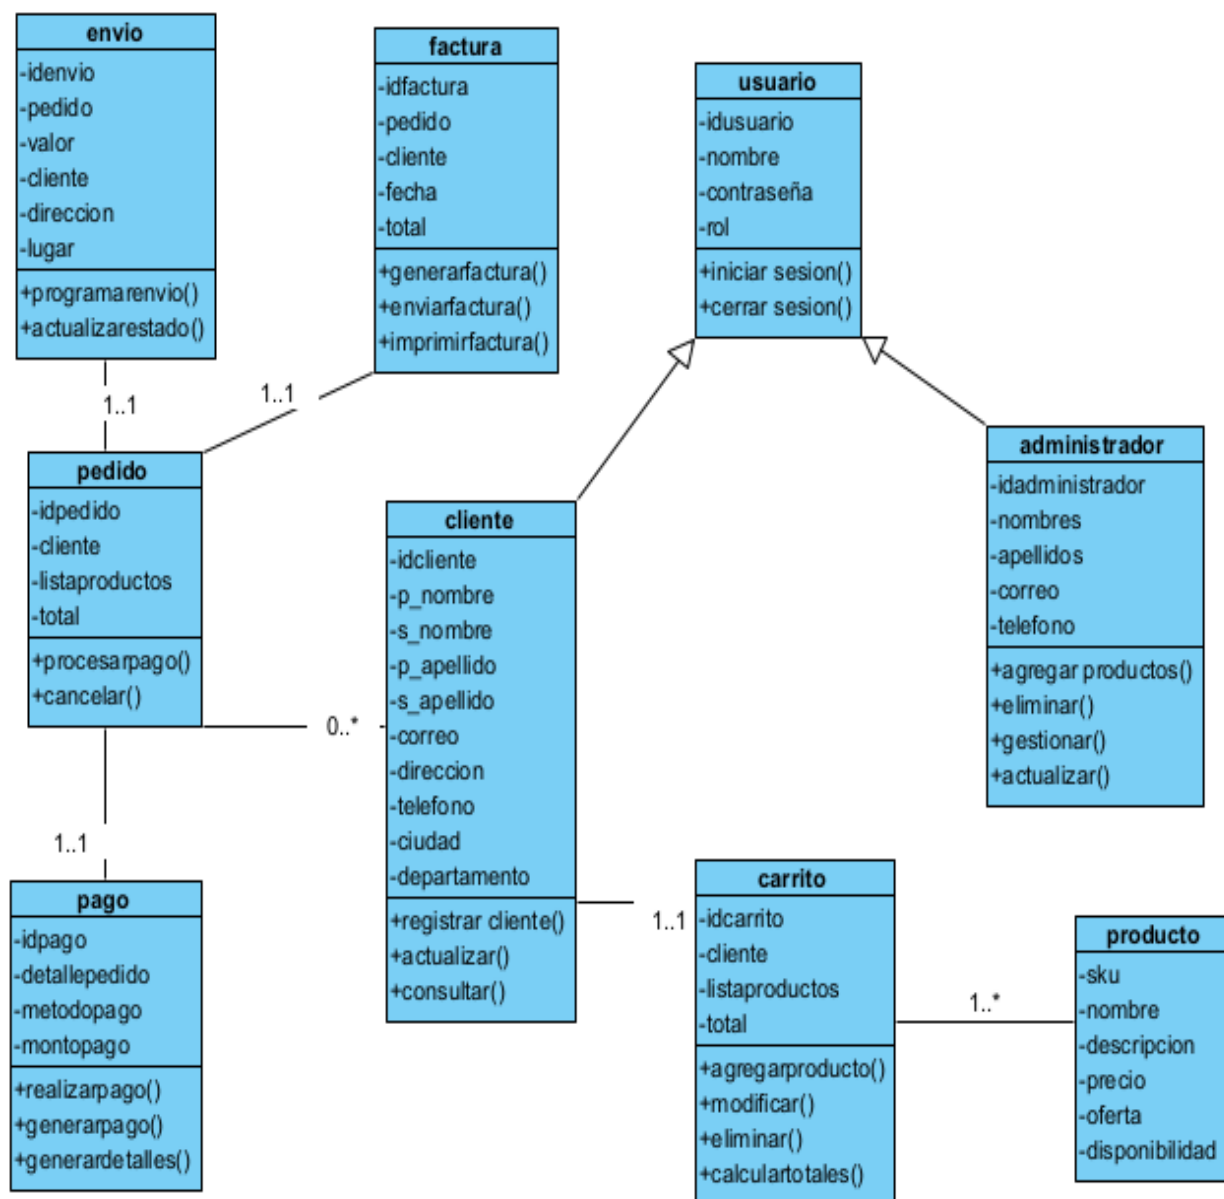 envio
-idenvio
-pedido
-valor
-cliente
-direccion
-lugar
+programarenvio()
+actualizarestado()
factura
-idfactura
-pedido
-cliente
-fecha
-total
+generarfactura()
+enviarfactura()
+imprimirfactura()
usuario
-idusuario
-nombre
-contraseña
-rol
+iniciar sesion()
+cerrar sesion()
1..1
1..1
pedido
-idpedido
-cliente
-listaproductos
-total
+procesarpago()
+cancelar()
0..*
cliente
-idcliente
-p_nombre
-s_nombre
-p_apellido
-s_apellido
-correo
-direccion
-telefono
-ciudad
-departamento
+registrar cliente()
+actualizar()
+consultar()
administrador
-idadministrador
-nombres
-apellidos
-correo
-telefono
+agregar productos()
+eliminar()
+gestionar()
+actualizar()
1..1
pago
-idpago
-detallepedido
-metodopago
-montopago
+realizarpago()
+generarpago()
+generardetalles()
1..1
carrito
-idcarrito
-cliente
-listaproductos
-total
+agregarproducto()
+modificar()
+eliminar()
+calculartotales()
1..*
producto
-sku
-nombre
-descripcion
-precio
-oferta
-disponibilidad